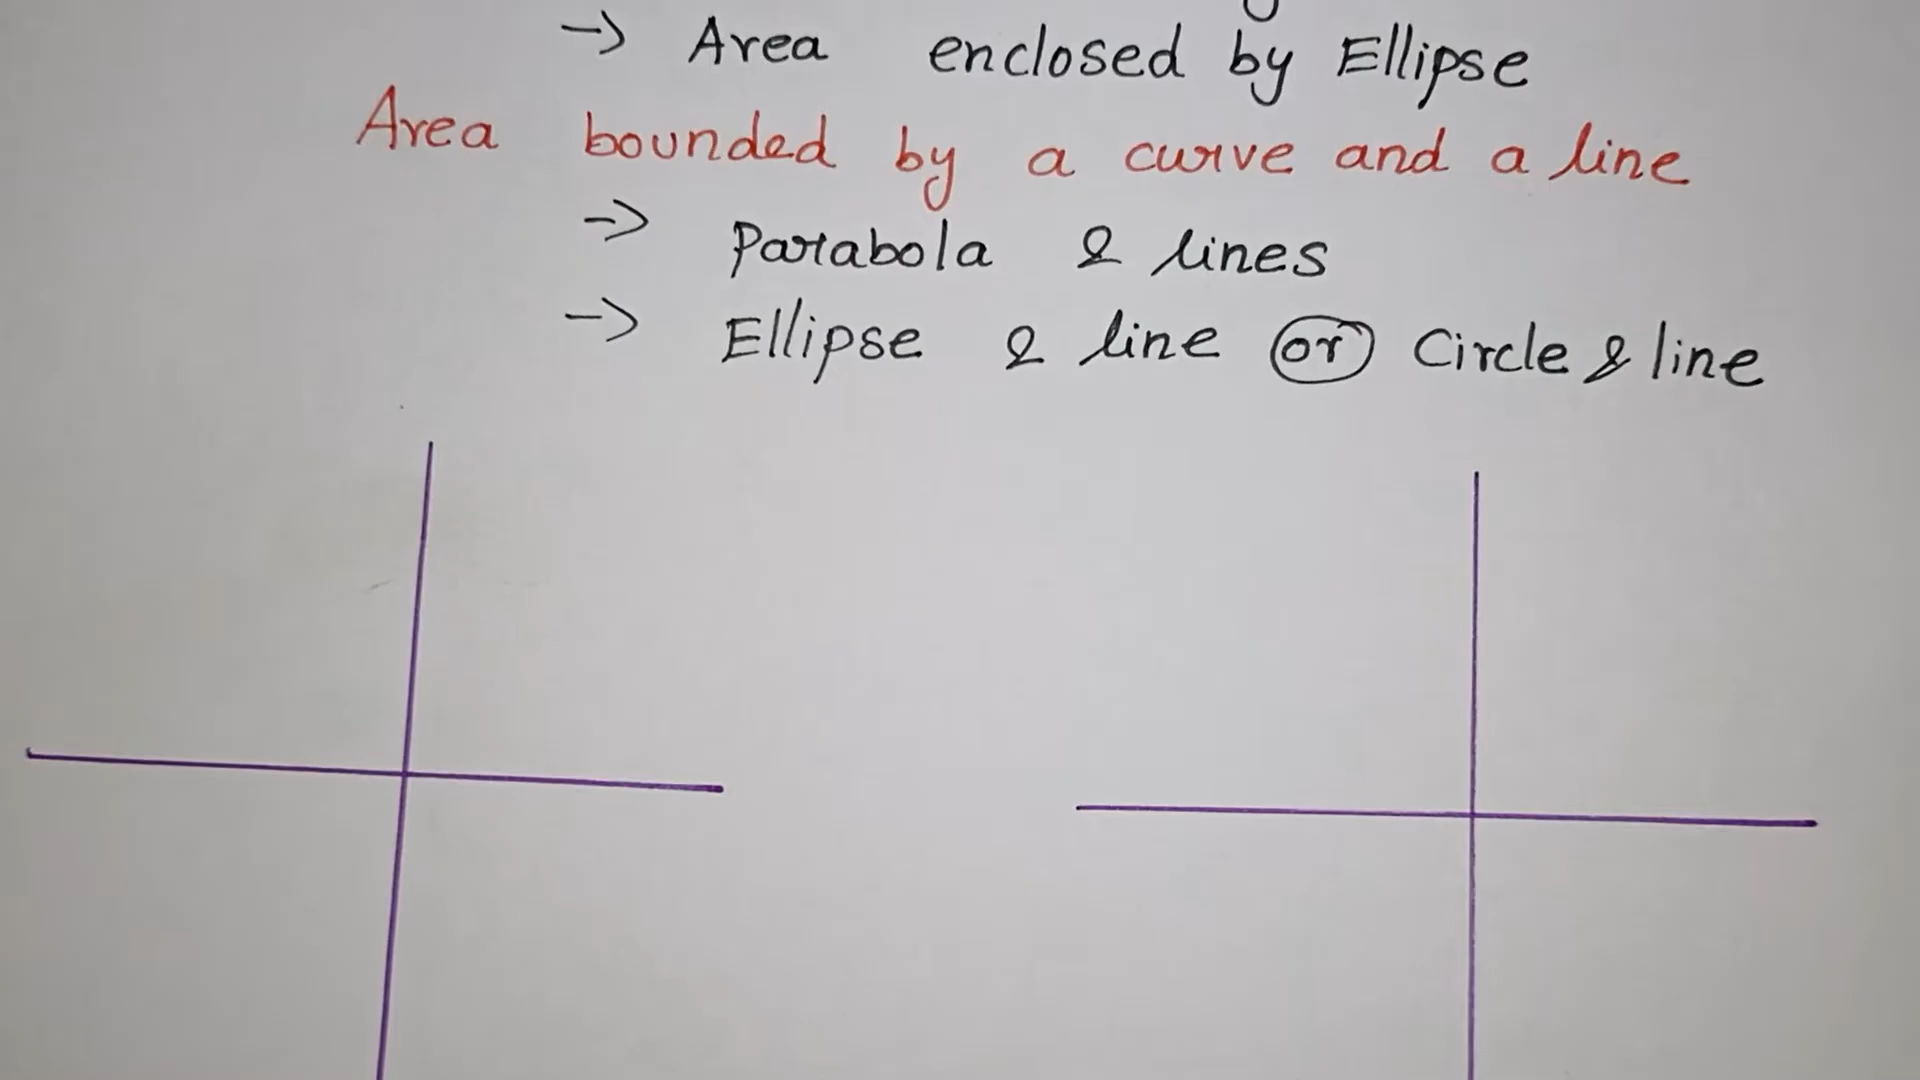 -> Area enclosed by Ellipse
Area bounded by a curve and a line
-> Parabola & lines
-> Ellipse & line or Circle & line